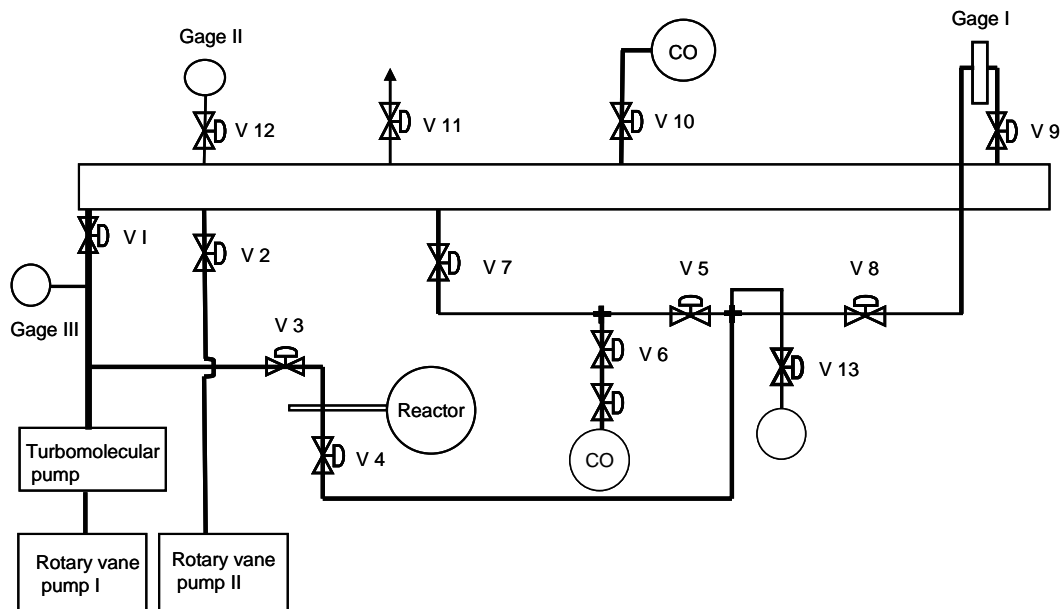 Gage II
CO
Gage I
V 12
V 11
V 10
V 9
V I
V 2
V 7
V 5
V 8
Gage III
V 3
V 6
V 13
Reactor
Turbomolecular
pump
V 4
CO
Rotary vane
pump I
Rotary vane
pump II